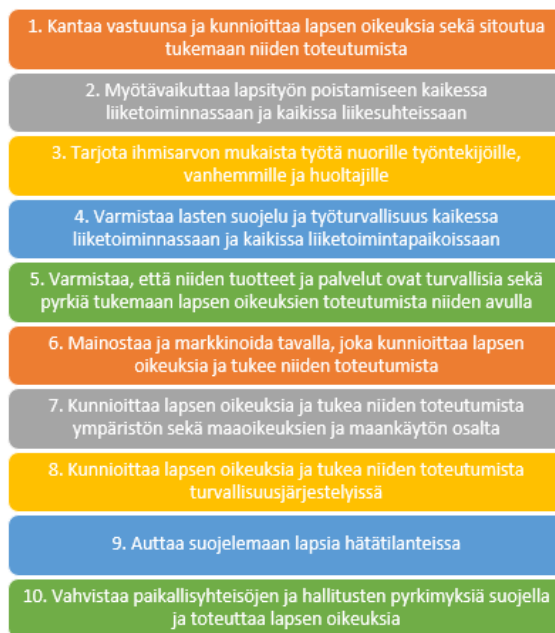 1. Kantaa vastuunsa ja kunnioittaa lapsen oikeuksia sekä sitoutua
tukemaan niiden toteutumista
2. Myötävaikuttaa lapsityön poistamiseen kaikessa
liiketoiminnassaan ja kaikissa liikesuhteissaan
3. Tarjota ihmisarvon mukaista työtä nuorille työntekijöille,
vanhemmille ja huoltajille
4. Varmistaa lasten suojelu ja työturvallisuus kaikessa
liiketoiminnassaan ja kaikissa liiketoimintapaikoissaan
5. Varmistaa, että niiden tuotteet ja palvelut ovat turvallisia sekä
pyrkiä tukemaan lapsen oikeuksien toteutumista niiden avulla
6. Mainostaa ja markkinoida tavalla, joka kunnioittaa lapsen
oikeuksia ja tukee niiden toteutumista
7. Kunnioittaa lapsen oikeuksia ja tukea niiden toteutumista
ympäristön sekä maaoikeuksien ja maankäytön osalta
8. Kunnioittaa lapsen oikeuksia ja tukea niiden toteutumista
turvallisuusjärjestelyissä
9. Auttaa suojelemaan lapsia hätätilanteissa
10. Vahvistaa paikallisyhteisöjen ja hallitusten pyrkimyksiä suojella
ja toteuttaa lapsen oikeuksia